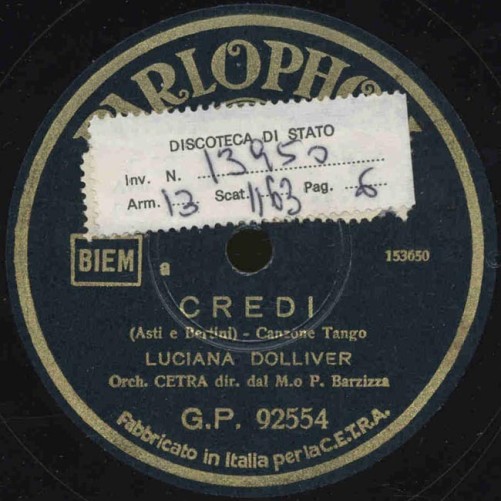 PARLOPHON
DISCOTECA DI STATO
Inv. N. 13950
Arm. 13 Scat. 1163 Pag. 6
BIEM a 153650
CREDI
(Asti e Bertini) - Canzone Tango
LUCIANA DOLLIVER
Orch. CETRA dir. dal M.o P. Barzizza
G.P. 92554
Fabbricato in Italia per la C.E.T.R.A.